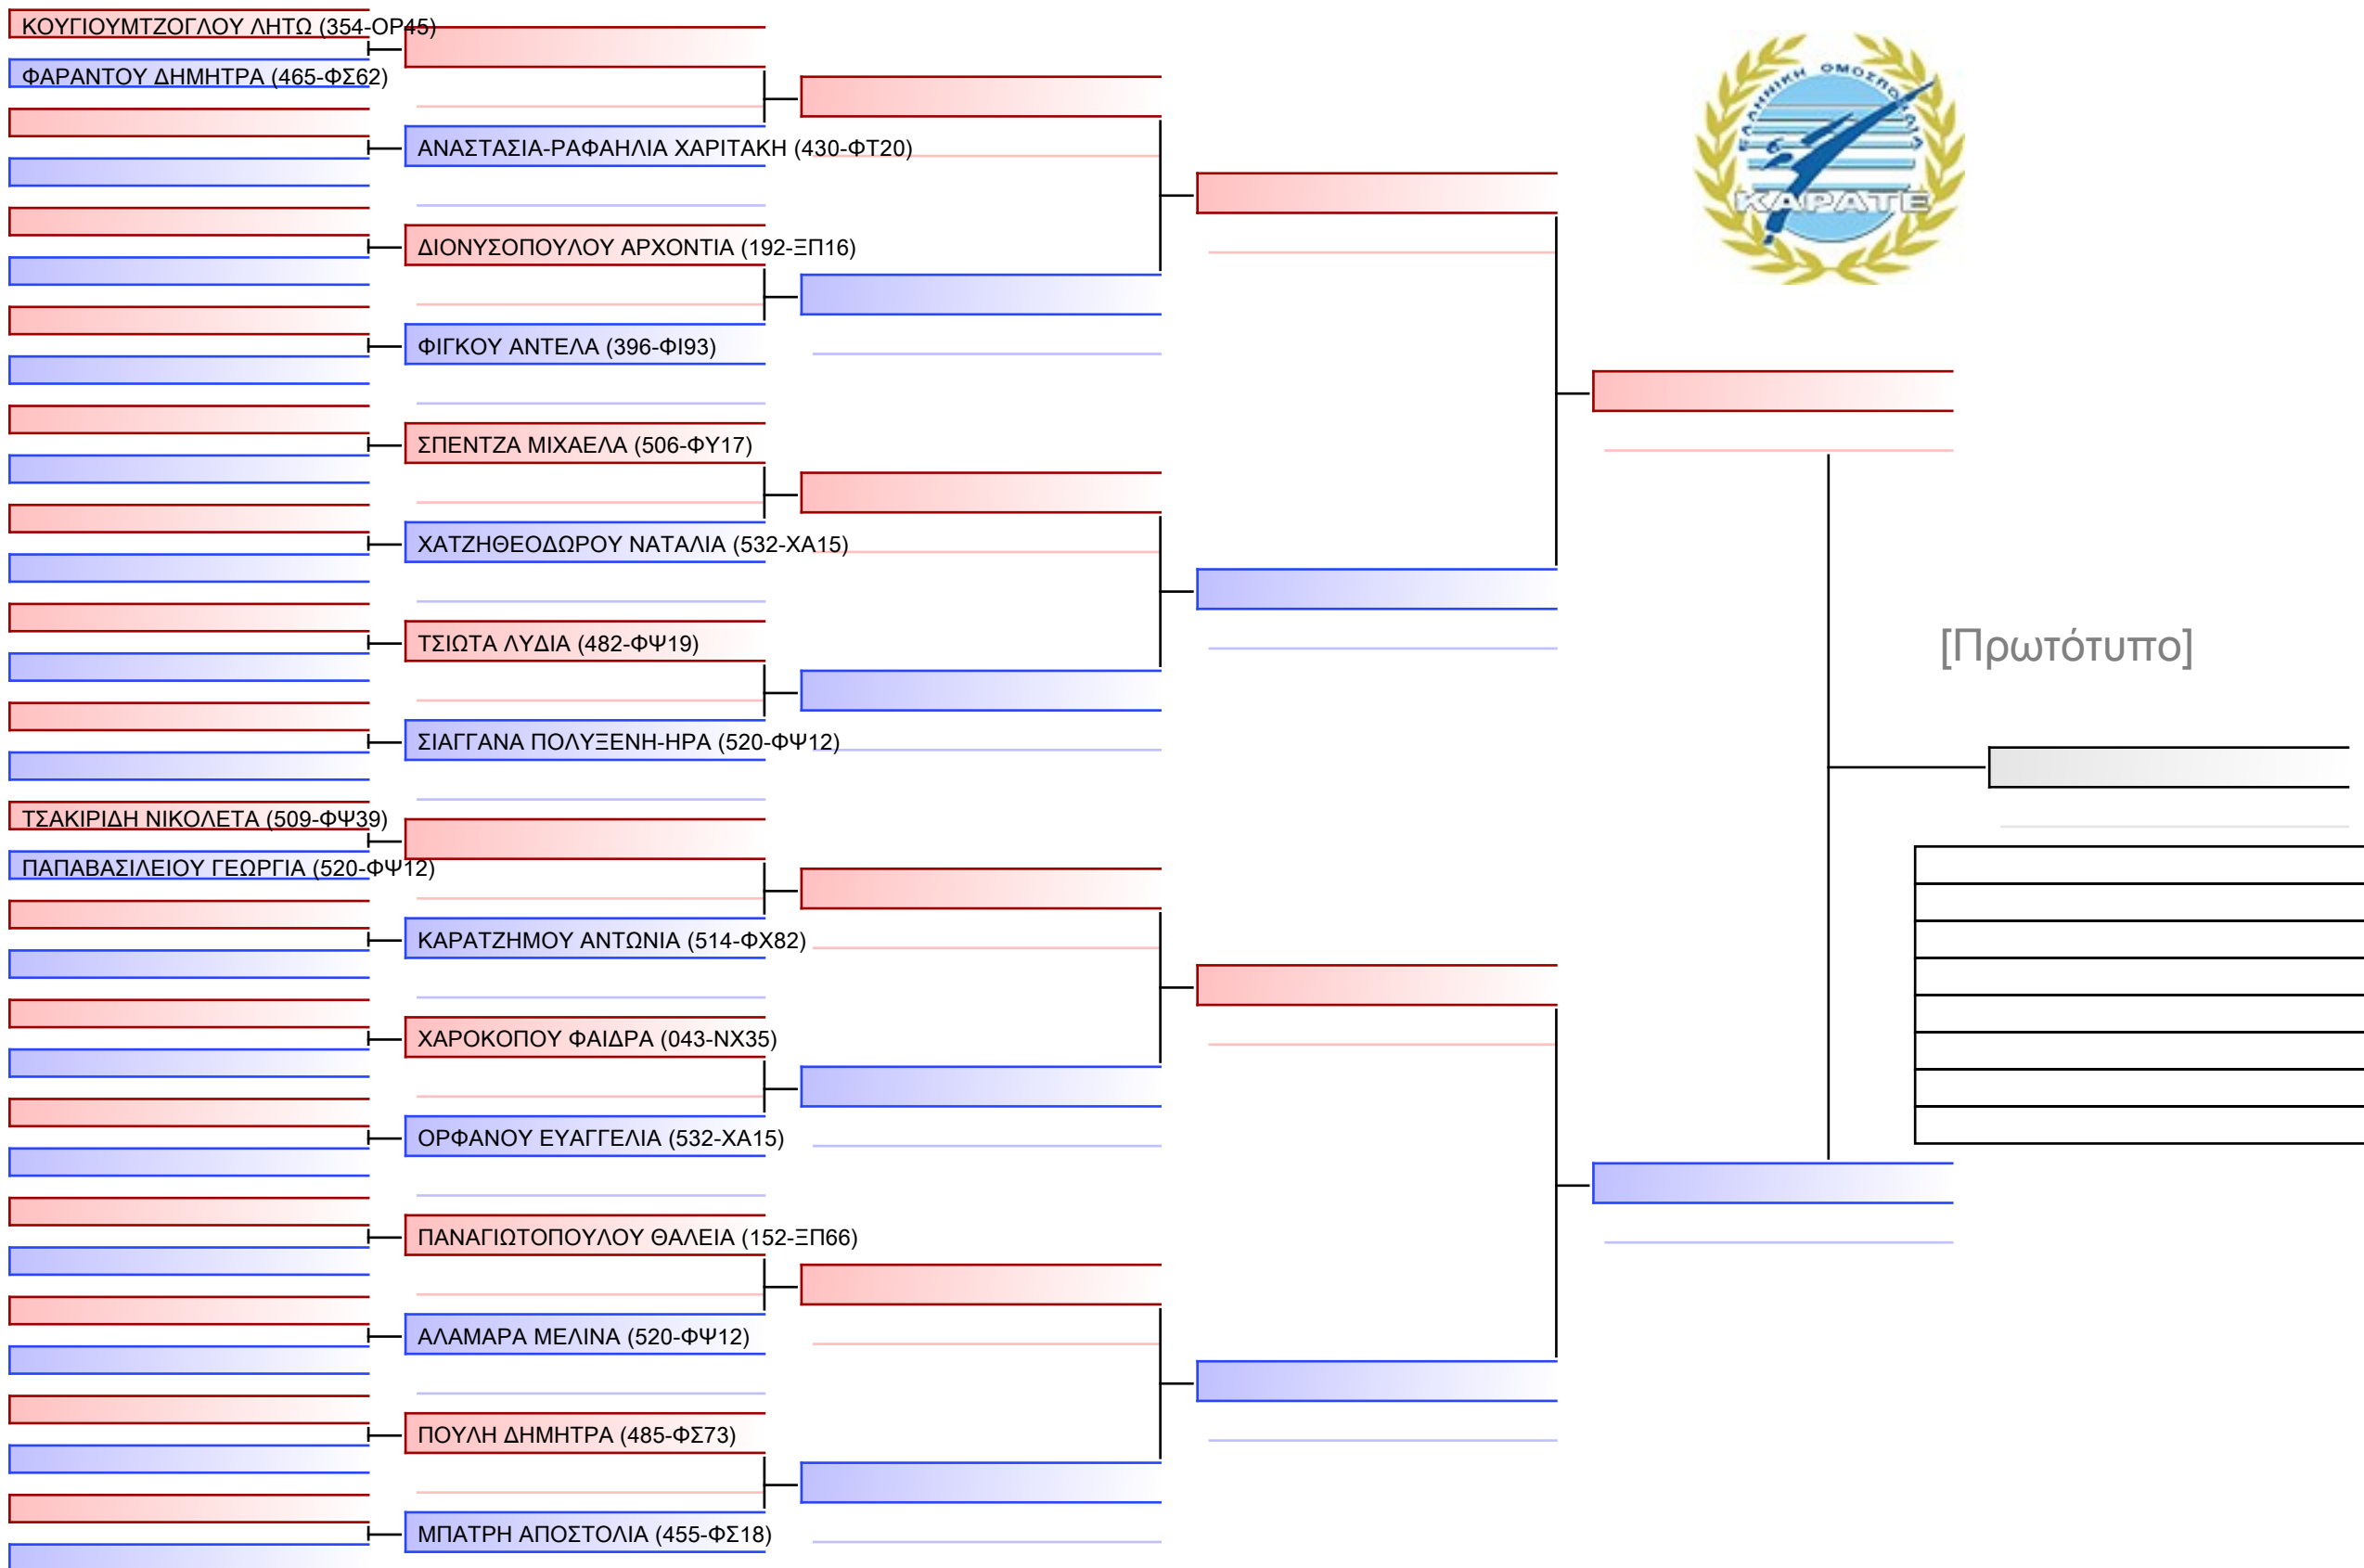 ΚΟΥΓΙΟΥΜΤΖΟΓΛΟΥ ΛΗΤΩ (354-ΟΡ45)
ΦΑΡΑΝΤΟΥ ΔΗΜΗΤΡΑ (465-ΦΣ62)
ΑΝΑΣΤΑΣΙΑ-ΡΑΦΑΗΛΙΑ ΧΑΡΙΤΑΚΗ (430-ΦΤ20)
ΔΙΟΝΥΣΟΠΟΥΛΟΥ ΑΡΧΟΝΤΙΑ (192-ΞΠ16)
ΦΙΓΚΟΥ ΑΝΤΕΛΑ (396-ΦΙ93)
ΣΠΕΝΤΖΑ ΜΙΧΑΕΛΑ (506-ΦΥ17)
ΧΑΤΖΗΘΕΟΔΩΡΟΥ ΝΑΤΑΛΙΑ (532-ΧΑ15)
ΤΣΙΩΤΑ ΛΥΔΙΑ (482-ΦΨ19)
ΣΙΑΓΓΑΝΑ ΠΟΛΥΞΕΝΗ-ΗΡΑ (520-ΦΨ12)
ΤΣΑΚΙΡΙΔΗ ΝΙΚΟΛΕΤΑ (509-ΦΨ39)
ΠΑΠΑΒΑΣΙΛΕΙΟΥ ΓΕΩΡΓΙΑ (520-ΦΨ12)
ΚΑΡΑΤΖΗΜΟΥ ΑΝΤΩΝΙΑ (514-ΦΧ82)
ΧΑΡΟΚΟΠΟΥ ΦΑΙΔΡΑ (043-ΝΧ35)
ΟΡΦΑΝΟΥ ΕΥΑΓΓΕΛΙΑ (532-ΧΑ15)
ΠΑΝΑΓΙΩΤΟΠΟΥΛΟΥ ΘΑΛΕΙΑ (152-ΞΠ66)
ΑΛΑΜΑΡΑ ΜΕΛΙΝΑ (520-ΦΨ12)
ΠΟΥΛΗ ΔΗΜΗΤΡΑ (485-ΦΣ73)
ΜΠΑΤΡΗ ΑΠΟΣΤΟΛΙΑ (455-ΦΣ18)
ΕΛΛΗΝΙΚΗ ΟΜΟΣΠΟΝΔΙΑ
ΚΑΡΑΤΕ
[Πρωτότυπο]